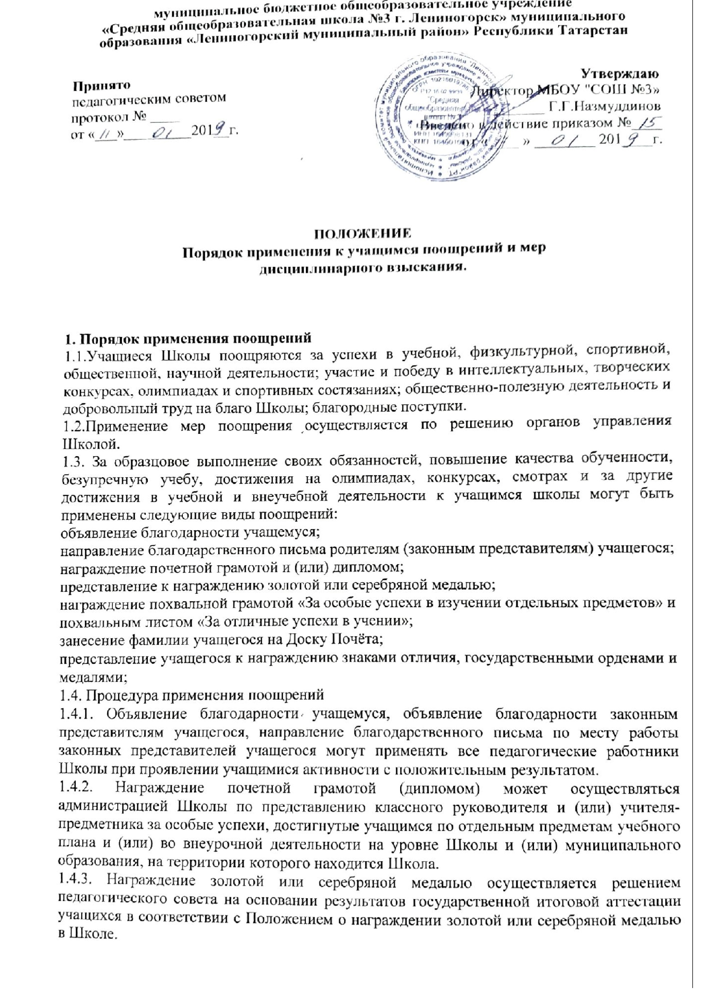 муниципальное бюджетное общеобразовательное учреждение
«Средняя общеобразовательная школа №3 г. Лениногорск» муниципального
образования «Лениногорский муниципальный район» Республики Татарстан
Принято
педагогическим советом
протокол № ____
от «11» 01 2019 г.
Утверждаю
Директор МБОУ "СОШ №3»
Г.Г.Назмуддинов
Введено в действие приказом № 15
от « » 01 2019 г.
"Средняя
общеобразовательная
ПОЛОЖЕНИЕ
Порядок применения к учащимся поощрений и мер
дисциплинарного взыскания.
1. Порядок применения поощрений
1.1.Учащиеся Школы поощряются за успехи в учебной, физкультурной, спортивной,
общественной, научной деятельности; участие и победу в интеллектуальных, творческих
конкурсах, олимпиадах и спортивных состязаниях; общественно-полезную деятельность и
добровольный труд на благо Школы; благородные поступки.
1.2.Применение мер поощрения осуществляется по решению органов управления
Школой.
1.3. За образцовое выполнение своих обязанностей, повышение качества обученности,
безупречную учебу, достижения на олимпиадах, конкурсах, смотрах и за другие
достижения в учебной и внеучебной деятельности к учащимся школы могут быть
применены следующие виды поощрений:
объявление благодарности учащемуся;
направление благодарственного письма родителям (законным представителям) учащегося;
награждение почетной грамотой и (или) дипломом;
представление к награждению золотой или серебряной медалью;
награждение похвальной грамотой «За особые успехи в изучении отдельных предметов» и
похвальным листом «За отличные успехи в учении»;
занесение фамилии учащегося на Доску Почёта;
представление учащегося к награждению знаками отличия, государственными орденами и
медалями;
1.4. Процедура применения поощрений
1.4.1. Объявление благодарности учащемуся, объявление благодарности законным
представителям учащегося, направление благодарственного письма по месту работы
законных представителей учащегося могут применять все педагогические работники
Школы при проявлении учащимися активности с положительным результатом.
1.4.2. Награждение почетной грамотой (дипломом) может осуществляться
администрацией Школы по представлению классного руководителя и (или) учителя-
предметника за особые успехи, достигнутые учащимся по отдельным предметам учебного
плана и (или) во внеурочной деятельности на уровне Школы и (или) муниципального
образования, на территории которого находится Школа.
1.4.3. Награждение золотой или серебряной медалью осуществляется решением
педагогического совета на основании результатов государственной итоговой аттестации
учащихся в соответствии с Положением о награждении золотой или серебряной медалью
в Школе.